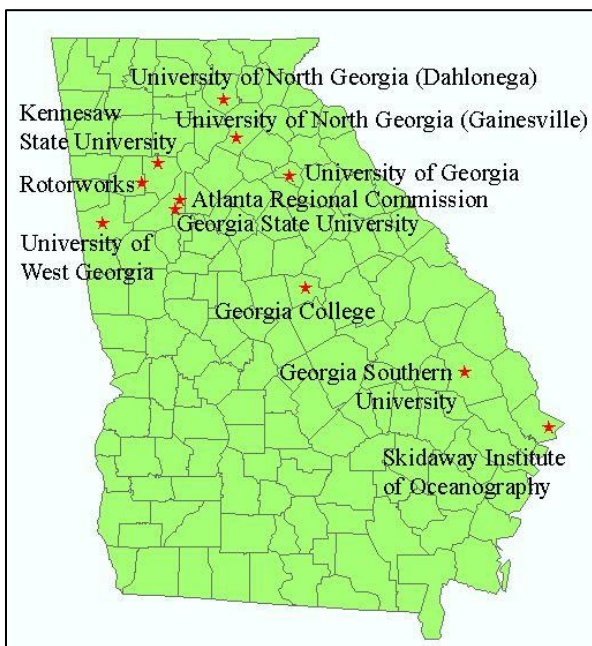 University of North Georgia (Dahlonega)
Kennesaw
State University
University of North Georgia (Gainesville)
Rotorworks
University of Georgia
Atlanta Regional Commission
Georgia State University
University of
West Georgia
Georgia College
Georgia Southern
University
Skidaway Institute
of Oceanography